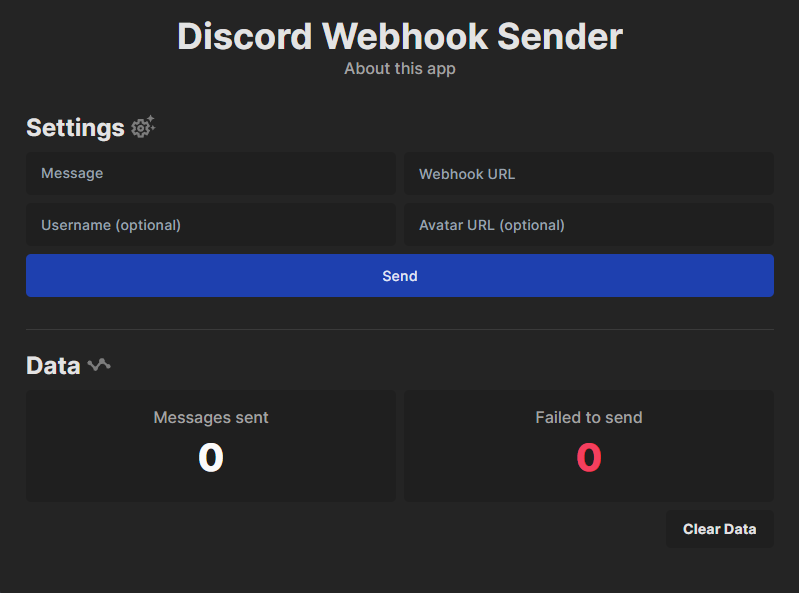 Discord Webhook Sender
About this app
Settings
Message
Webhook URL
Username (optional)
Avatar URL (optional)
Send
Data
Messages sent
Failed to send
0
0
Clear Data